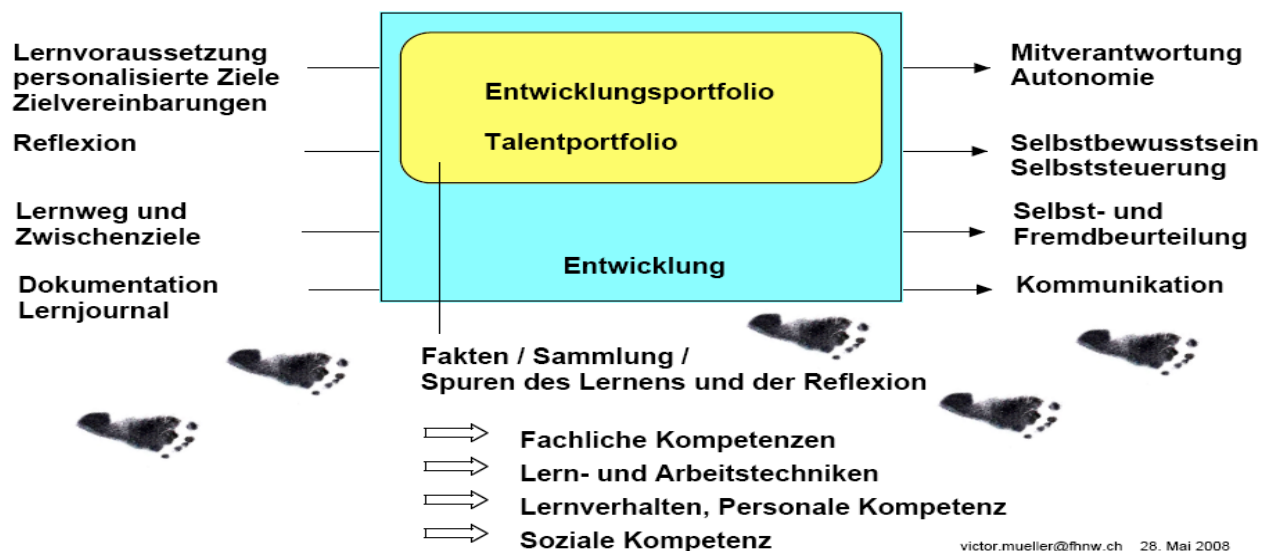 Lernvoraussetzung
personalisierte Ziele
Zielvereinbarungen
Reflexion
Lernweg und
Zwischenziele
Dokumentation
Lernjournal
Entwicklungsportfolio
Talentportfolio
Entwicklung
Mitverantwortung
Autonomie
Selbstbewusstsein
Selbststeuerung
Selbst- und
Fremdbeurteilung
Kommunikation
Fakten / Sammlung /
Spuren des Lernens und der Reflexion
Fachliche Kompetenzen
Lern- und Arbeitstechniken
Lernverhalten, Personale Kompetenz
Soziale Kompetenz
victor.mueller@fhnw.ch 28. Mai 2008